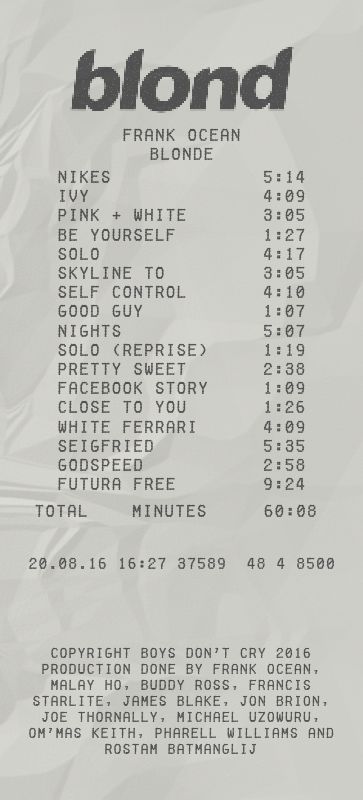 blond
FRANK OCEAN
BLONDE
NIKES 5:14
IVY 4:09
PINK + WHITE 3:05
BE YOURSELF 1:27
SOLO 4:17
SKYLINE TO 3:05
SELF CONTROL 4:10
GOOD GUY 1:07
NIGHTS 5:07
SOLO (REPRISE) 1:19
PRETTY SWEET 2:38
FACEBOOK STORY 1:09
CLOSE TO YOU 1:26
WHITE FERRARI 4:09
SEIGFRIED 5:35
GODSPEED 2:58
FUTURA FREE 9:24
TOTAL MINUTES 60:08
20.08.16 16:27 37589 48 4 8500
COPYRIGHT BOYS DON'T CRY 2016
PRODUCTION DONE BY FRANK OCEAN,
MALAY HO, BUDDY ROSS, FRANCIS
STARLITE, JAMES BLAKE, JON BRION,
JOE THORNALLY, MICHAEL UZOWURU,
OM'MAS KEITH, PHARELL WILLIAMS AND
ROSTAM BATMANGLIJ